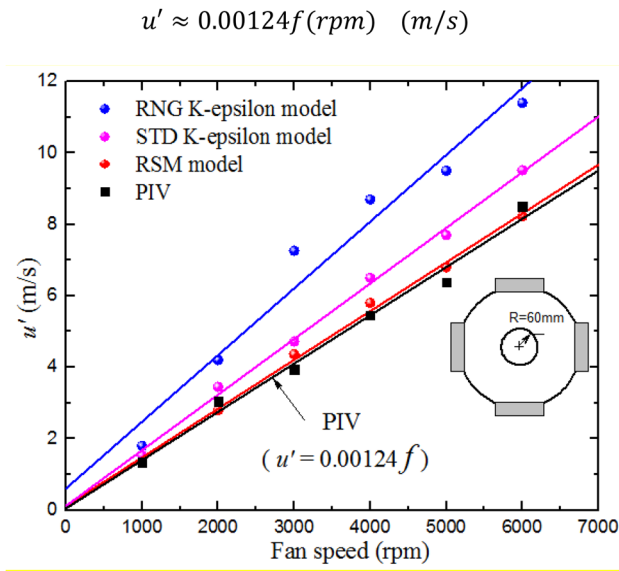 u′ ≈ 0.00124f(rpm) (m/s)
12
RNG K-epsilon model
STD K-epsilon model
10
RSM model
PIV
8
u' (m/s)
6
R=60mm
4
PIV
2
( u' = 0.00124 f )
0
0 1000 2000 3000 4000 5000 6000 7000
Fan speed (rpm)